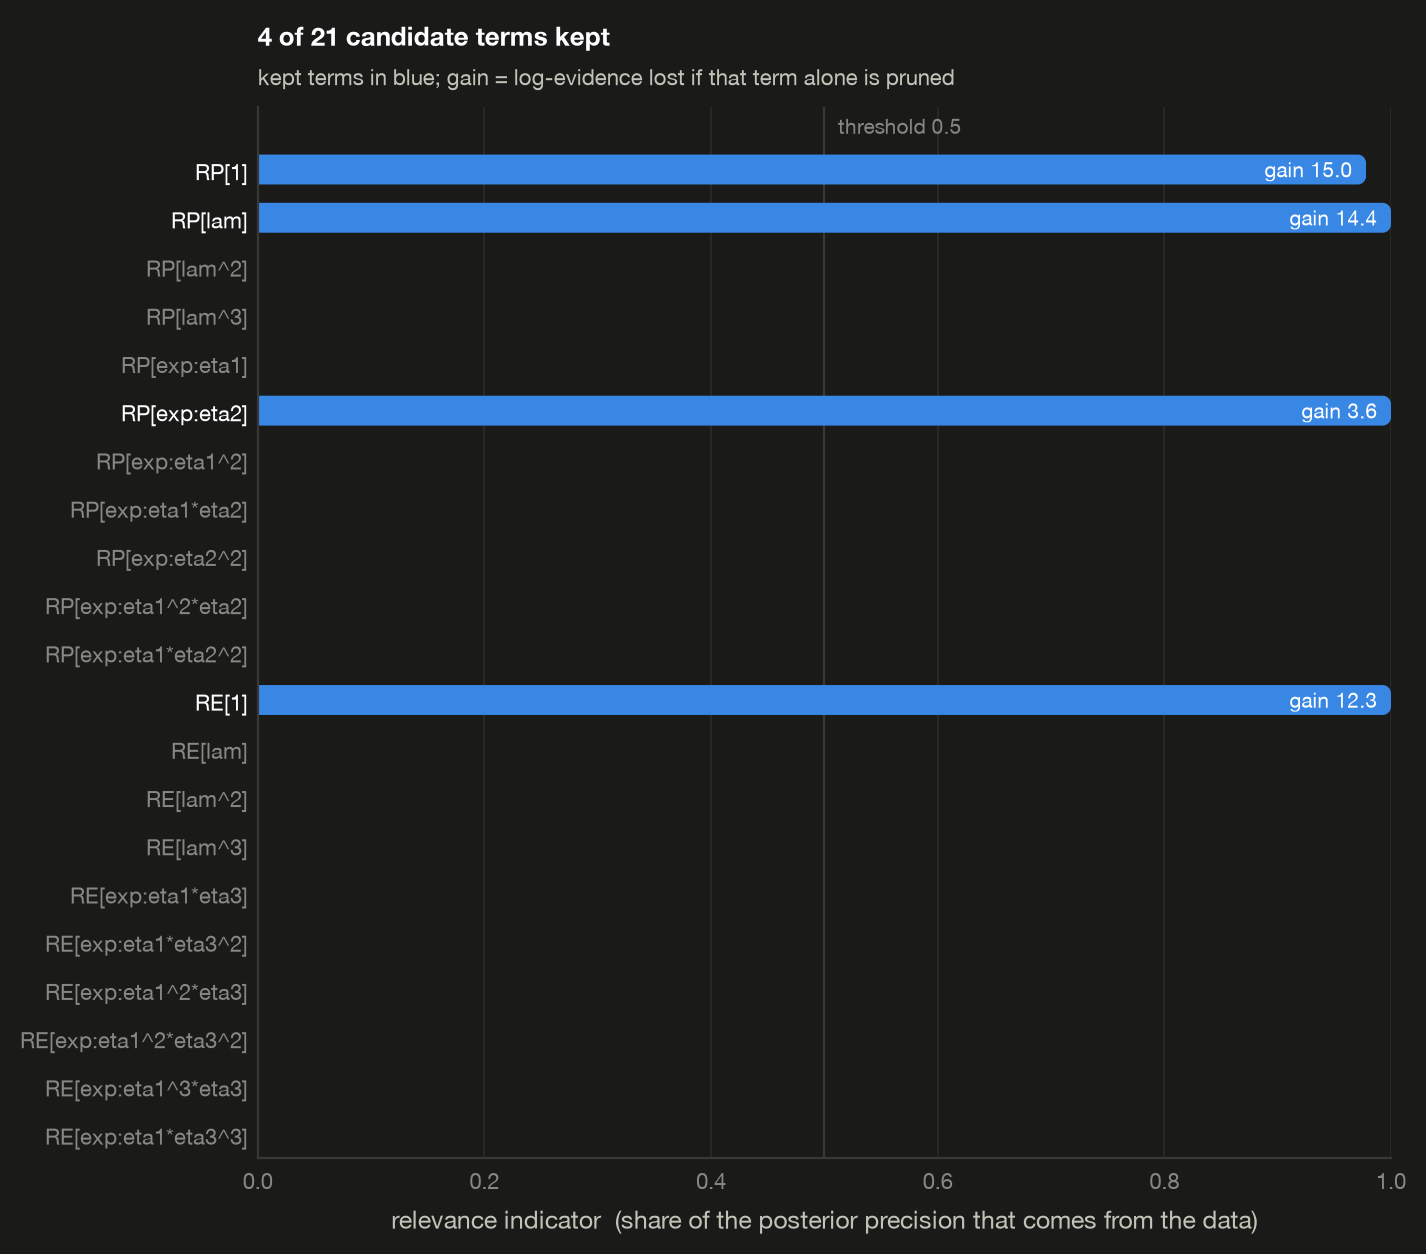 4 of 21 candidate terms kept
kept terms in blue; gain = log-evidence lost if that term alone is pruned
threshold 0.5
RP[1]
gain 15.0
RP[lam]
gain 14.4
RP[lam^2]
RP[lam^3]
RP[exp:eta1]
RP[exp:eta2]
gain 3.6
RP[exp:eta1^2]
RP[exp:eta1*eta2]
RP[exp:eta2^2]
RP[exp:eta1^2*eta2]
RP[exp:eta1*eta2^2]
RE[1]
gain 12.3
RE[lam]
RE[lam^2]
RE[lam^3]
RE[exp:eta1*eta3]
RE[exp:eta1*eta3^2]
RE[exp:eta1^2*eta3]
RE[exp:eta1^2*eta3^2]
RE[exp:eta1^3*eta3]
RE[exp:eta1*eta3^3]
0.0 0.2 0.4 0.6 0.8 1.0
relevance indicator (share of the posterior precision that comes from the data)